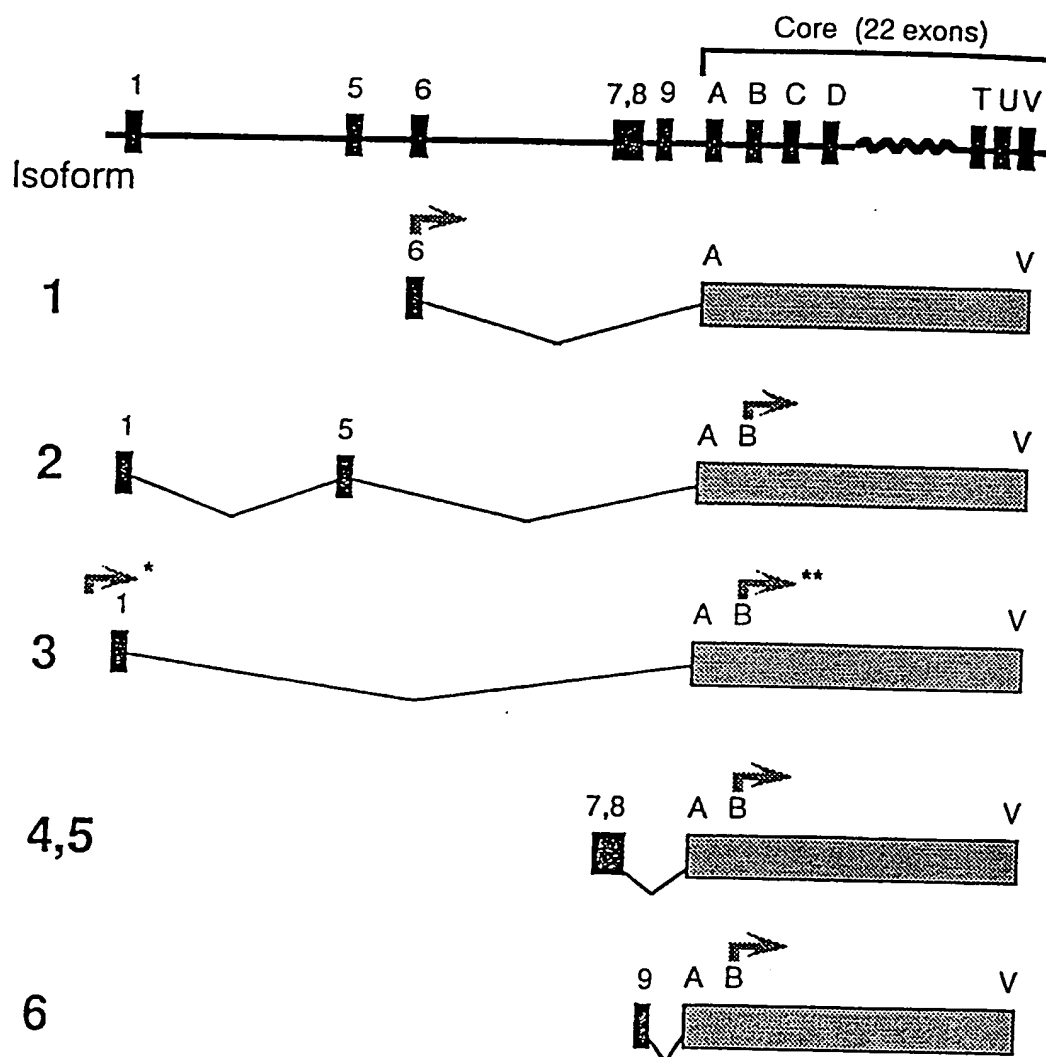 Core (22 exons)
1 5 6 7,8 9 A B C D T U V
Isoform
6 A V
1
1 5 A B V
2
* **
1 A B V
3
7,8 A B V
4,5
9 A B V
6